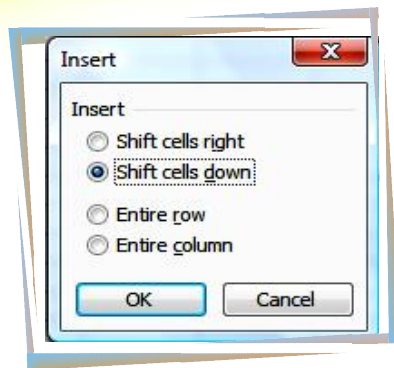 Insert
Insert
Shift cells right
Shift cells down
Entire row
Entire column
OK
Cancel